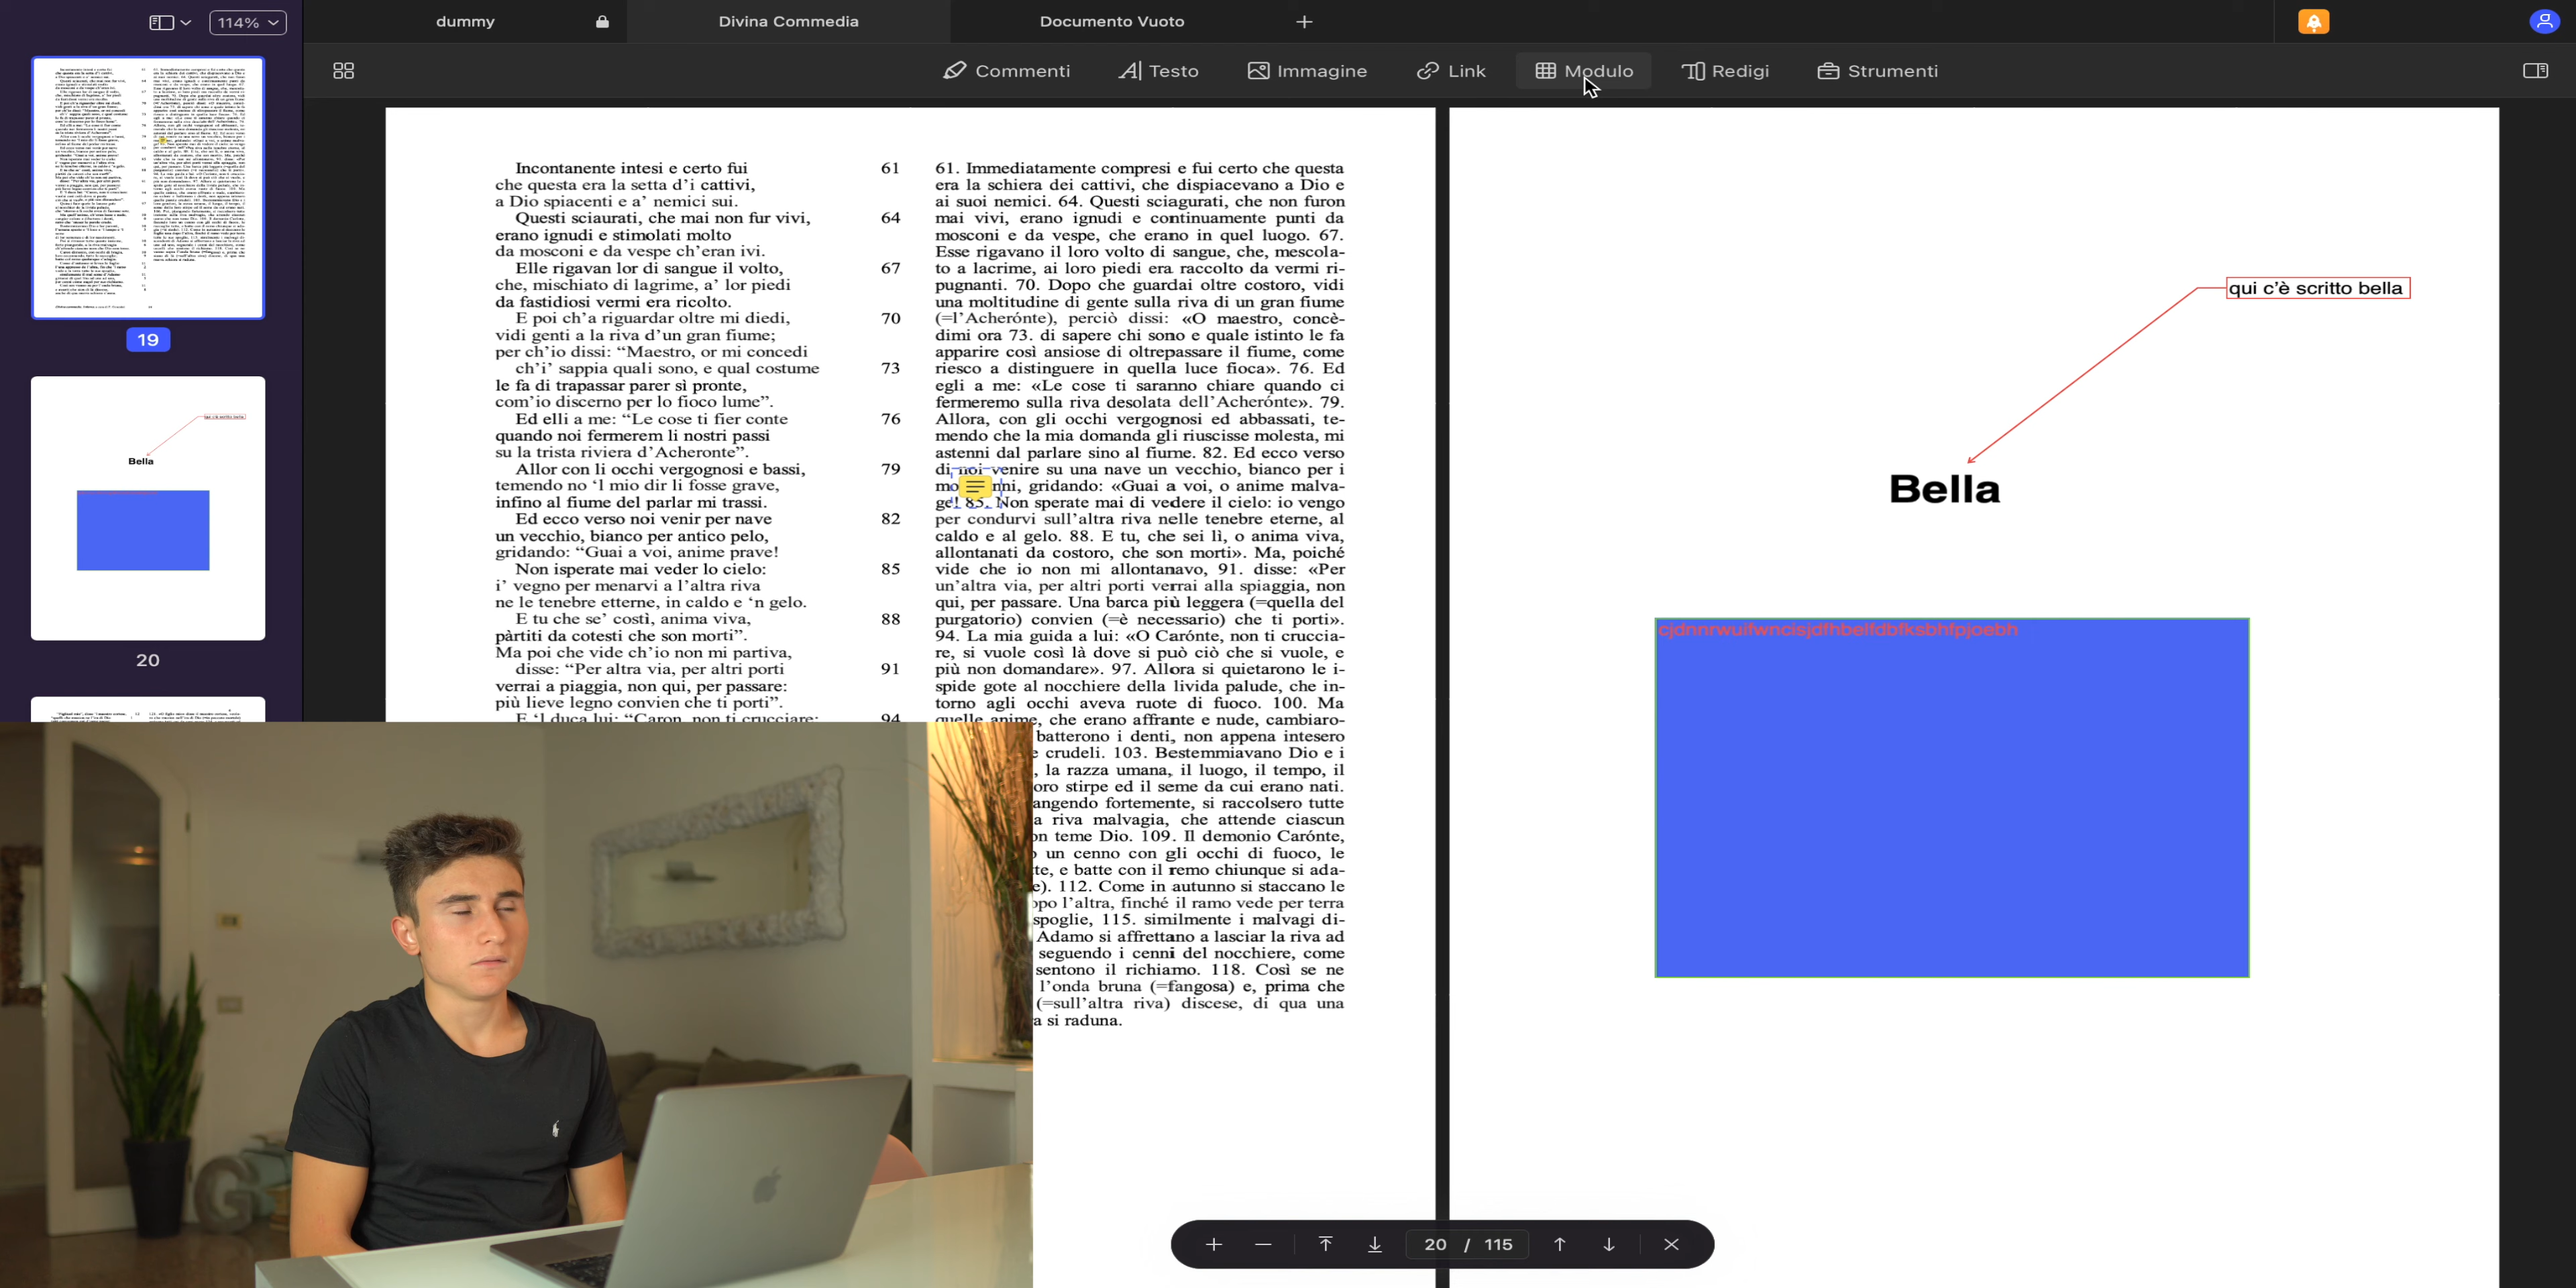 114%
dummy
Divina Commedia
Documento Vuoto
Commenti
Testo
Immagine
Link
Modulo
Redigi
Strumenti
19
Bella
20
Incontanente intesi e certo fui 61
che questa era la setta d’i cattivi,
a Dio spiacenti e a’ nemici sui.
Questi sciaurati, che mai non fur vivi, 64
erano ignudi e stimolati molto
da mosconi e da vespe ch’eran ivi.
Elle rigavan lor di sangue il volto, 67
che, mischiato di lagrime, a’ lor piedi
da fastidiosi vermi era ricolto.
E poi ch’a riguardar oltre mi diedi, 70
vidi genti a la riva d’un gran fiume;
per ch’io dissi: “Maestro, or mi concedi
ch’i’ sappia quali sono, e qual costume 73
le fa di trapassar parer sì pronte,
com’io discerno per lo fioco lume”.
Ed elli a me: “Le cose ti fier conte 76
quando noi fermerem li nostri passi
su la trista riviera d’Acheronte”.
Allor con li occhi vergognosi e bassi, 79
temendo no ‘l mio dir li fosse grave,
infino al fiume del parlar mi trassi.
Ed ecco verso noi venir per nave 82
un vecchio, bianco per antico pelo,
gridando: “Guai a voi, anime prave!
Non isperate mai veder lo cielo: 85
i’ vegno per menarvi a l’altra riva
ne le tenebre etterne, in caldo e ‘n gelo.
E tu che se’ costì, anima viva, 88
pàrtiti da cotesti che son morti”.
Ma poi che vide ch’io non mi partiva,
disse: “Per altra via, per altri porti 91
verrai a piaggia, non qui, per passare:
più lieve legno convien che ti porti”.
E ‘l duca lui: “Caron, non ti crucciare: 94
61. Immediatamente compresi e fui certo che questa
era la schiera dei cattivi, che dispiacevano a Dio e
ai suoi nemici. 64. Questi sciagurati, che non furon
mai vivi, erano ignudi e continuamente punti da
mosconi e da vespe, che erano in quel luogo. 67.
Esse rigavano il loro volto di sangue, che, mescola-
to a lacrime, ai loro piedi era raccolto da vermi ri-
pugnanti. 70. Dopo che guardai oltre costoro, vidi
una moltitudine di gente sulla riva di un gran fiume
(=l’Acherónte), perciò dissi: «O maestro, concè-
dimi ora 73. di sapere chi sono e quale istinto le fa
apparire così ansiose di oltrepassare il fiume, come
riesco a distinguere in quella luce fioca». 76. Ed
egli a me: «Le cose ti saranno chiare quando ci
fermeremo sulla riva desolata dell’Acherónte». 79.
Allora, con gli occhi vergognosi ed abbassati, te-
mendo che la mia domanda gli riuscisse molesta, mi
astenni dal parlare sino al fiume. 82. Ed ecco verso
di noi venire su una nave un vecchio, bianco per i
gridando: «Guai a voi, o anime malva-
ge! 85. Non sperate mai di vedere il cielo: io vengo
per condurvi sull’altra riva nelle tenebre eterne, al
caldo e al gelo. 88. E tu, che sei lì, o anima viva,
allontanati da costoro, che son morti». Ma, poiché
vide che io non mi allontanavo, 91. disse: «Per
un’altra via, per altri porti verrai alla spiaggia, non
qui, per passare. Una barca più leggera (=quella del
purgatorio) convien (=è necessario) che ti porti».
94. La mia guida a lui: «O Carónte, non ti cruccia-
re, si vuole così là dove si può ciò che si vuole, e
più non domandare». 97. Allora si quietarono le i-
spide gote al nocchiere della livida palude, che in-
torno agli occhi aveva ruote di fuoco. 100. Ma
quelle anime, che erano affrante e nude, cambiaro-
batterono i denti, non appena intesero
e crudeli. 103. Bestemmiavano Dio e i
, la razza umana, il luogo, il tempo, il
oro stirpe ed il seme da cui erano nati.
angendo fortemente, si raccolsero tutte
a riva malvagia, che attende ciascun
on teme Dio. 109. Il demonio Carónte,
un cenno con gli occhi di fuoco, le
tte, e batte con il remo chiunque si ada-
e). 112. Come in autunno si staccano le
opo l’altra, finché il ramo vede per terra
spoglie, 115. similmente i malvagi di-
Adamo si affrettano a lasciar la riva ad
seguendo i cenni del nocchiere, come
sentono il richiamo. 118. Così se ne
l’onda bruna (=fangosa) e, prima che
(=sull’altra riva) discese, di qua una
a si raduna.
qui c’è scritto bella
Bella
cjdnnrwuifwncisjdfhbelfdbfksbhfpjoebh
20 / 115